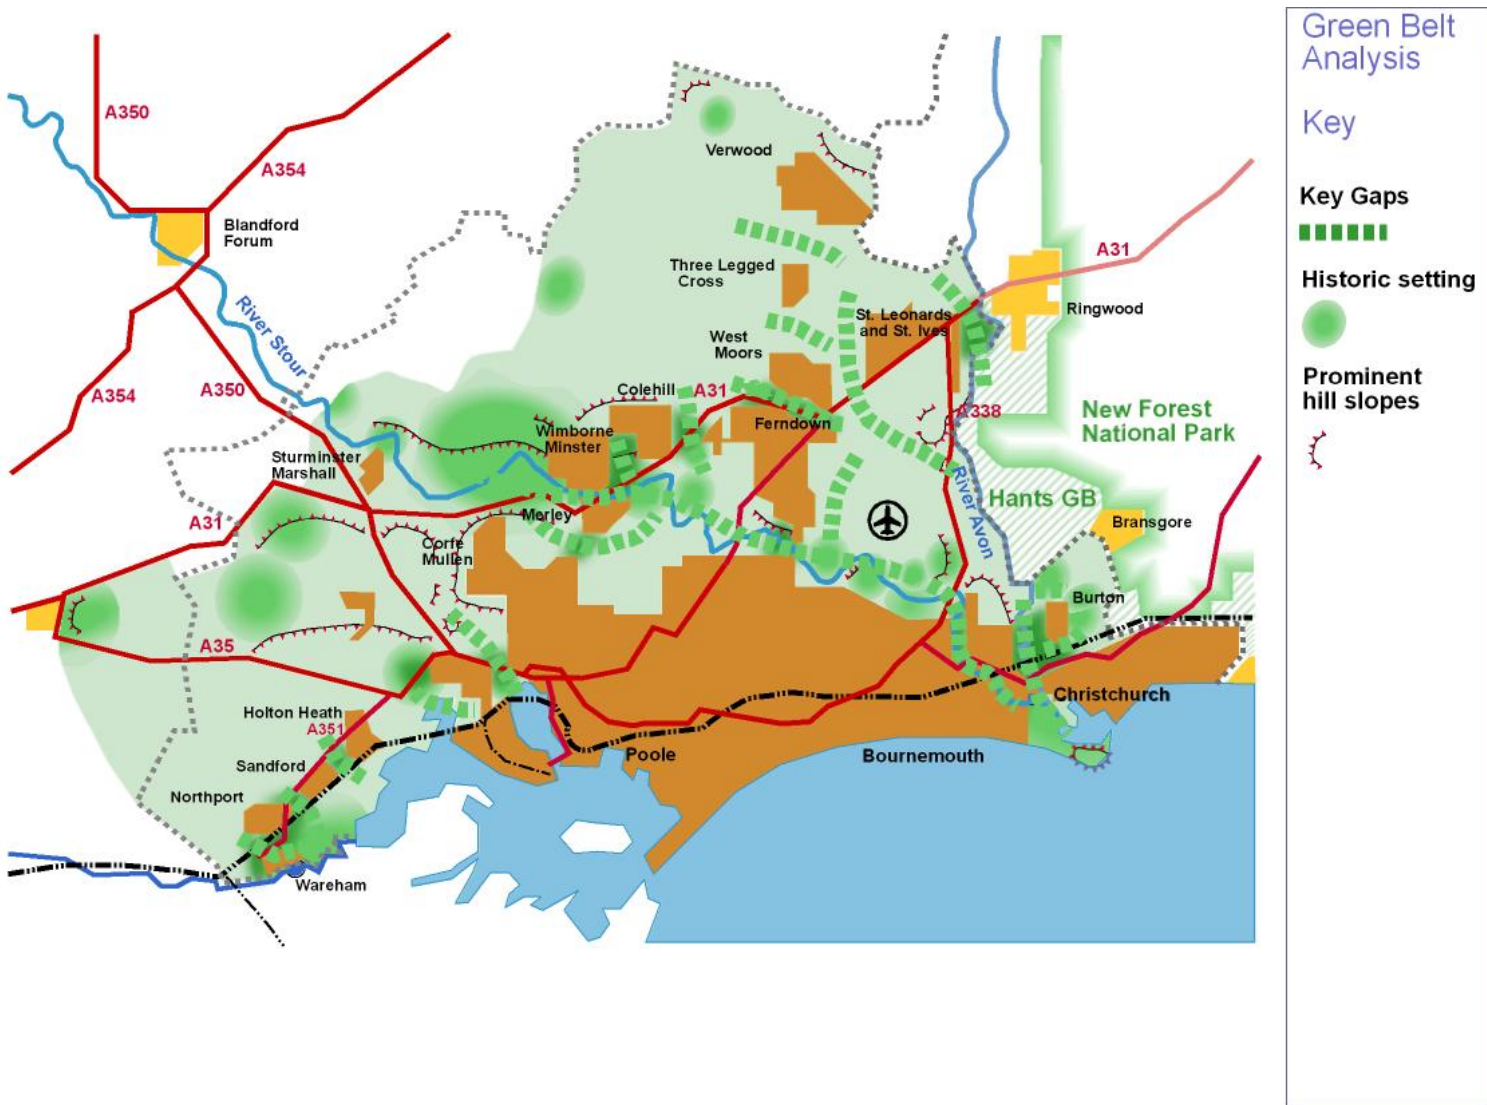 Green Belt
Analysis
Key
Key Gaps
Historic setting
Prominent
hill slopes
A350
A354
Verwood
Blandford
Forum
A31
Three Legged
Cross
River Stour
Ringwood
St. Leonards
and St. Ives
West
Moors
A350
A354
Colehill
A31
A338
New Forest
National Park
Ferndown
Wimborne
Minster
Sturminster
Marshall
River Avon
Hants GB
A31
Merley
Bransgore
Corfe
Mullen
Burton
A35
Christchurch
Holton Heath
A351
Poole
Bournemouth
Sandford
Northport
Wareham